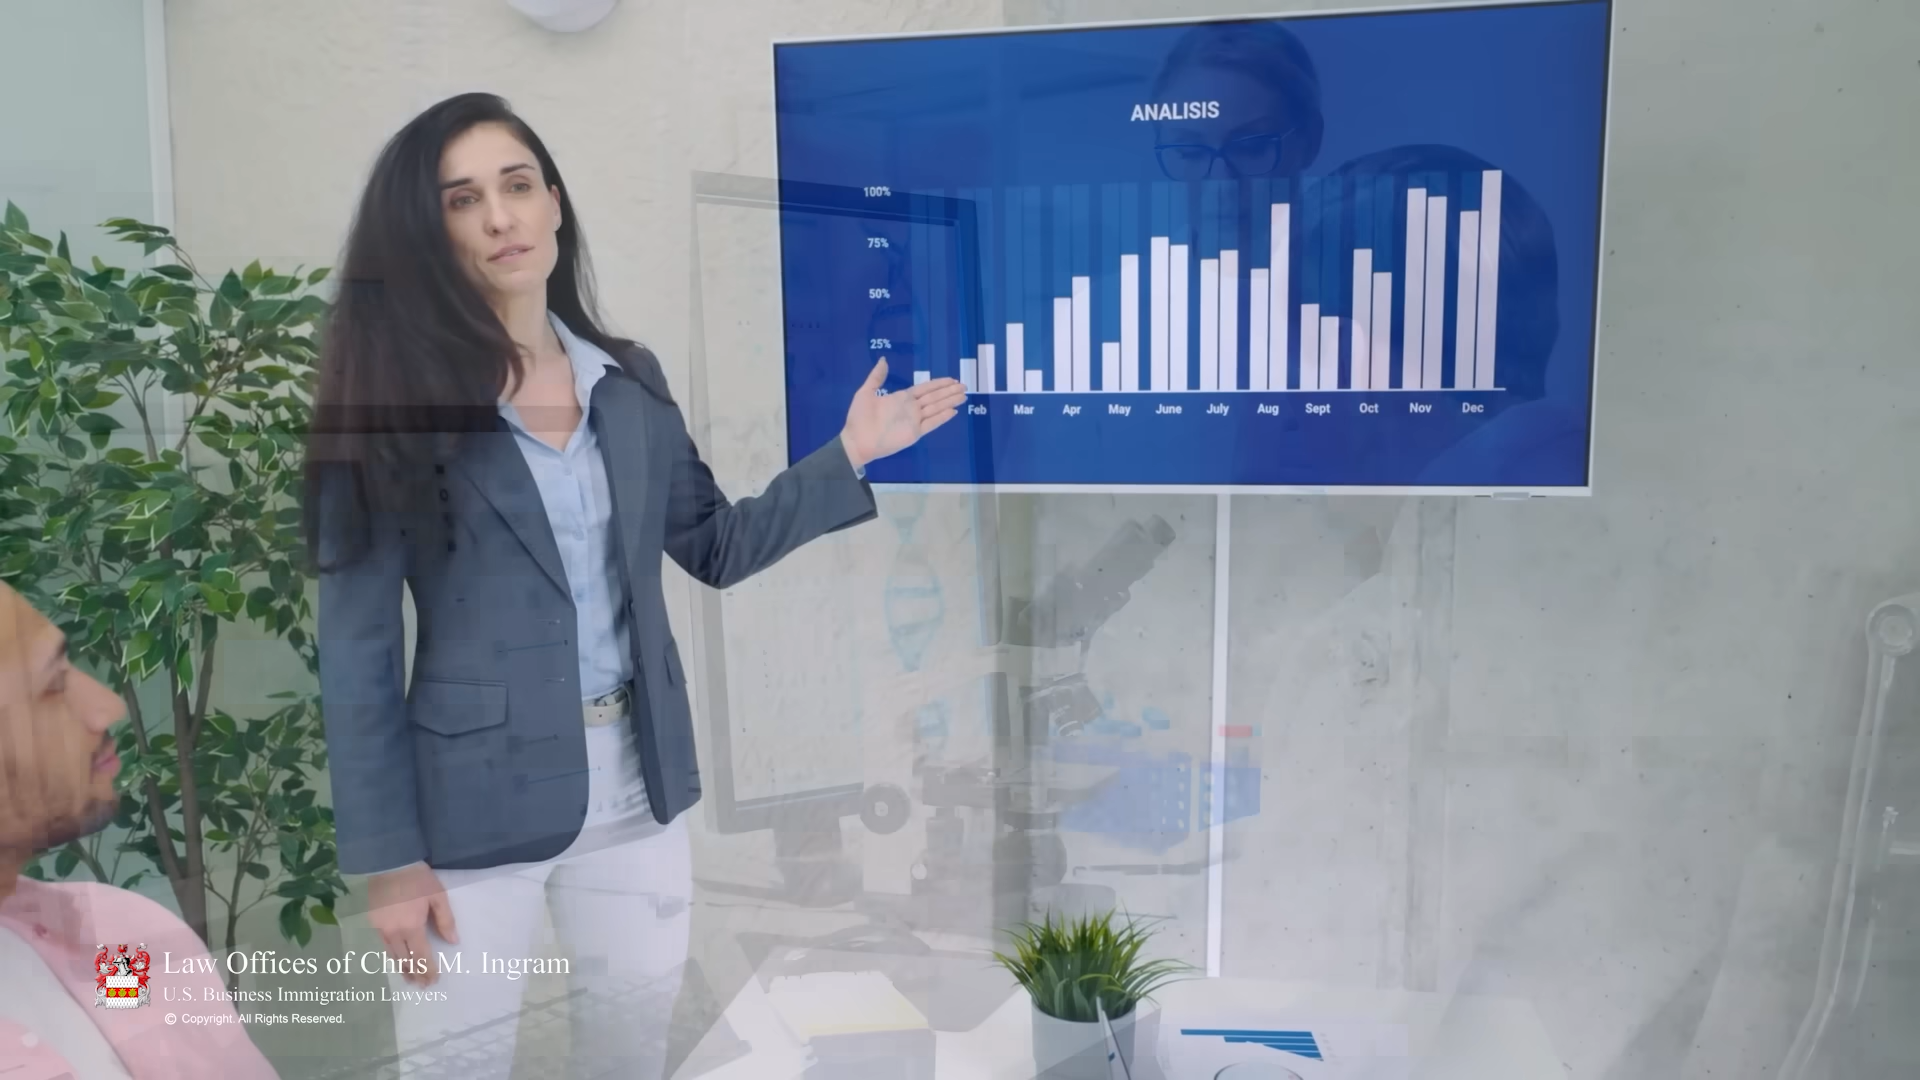 ANALISIS
100%
75%
50%
25%
Feb Mar Apr May June July Aug Sept Oct Nov Dec
Law Offices of Chris M. Ingram
U.S. Business Immigration Lawyers
© Copyright. All Rights Reserved.